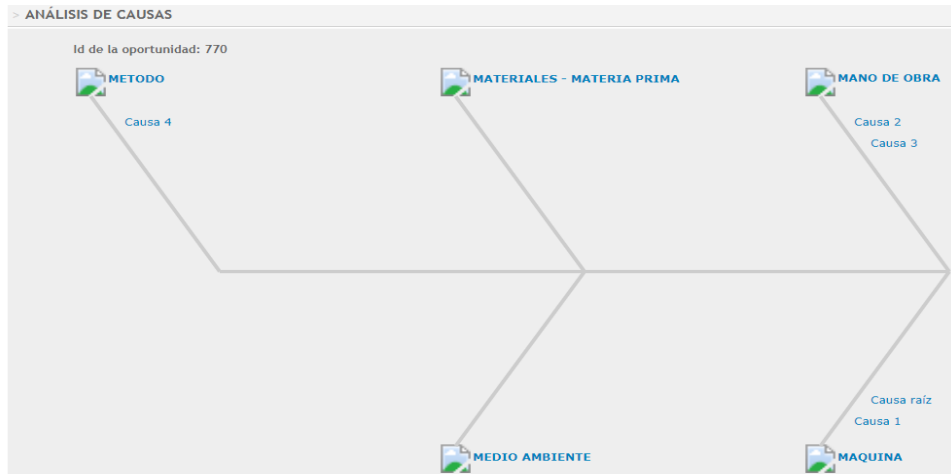 > ANÁLISIS DE CAUSAS
Id de la oportunidad: 770
METODO
MATERIALES - MATERIA PRIMA
MANO DE OBRA
Causa 4
Causa 2
Causa 3
Causa raíz
Causa 1
MEDIO AMBIENTE
MAQUINA